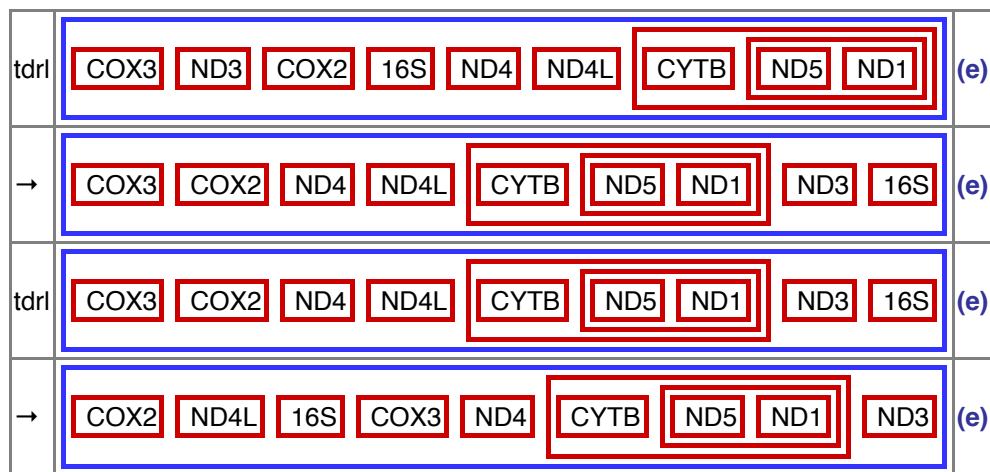 tdrl COX3 ND3 COX2 16S ND4 ND4L CYTB ND5 ND1 (e)
→ COX3 COX2 ND4 ND4L CYTB ND5 ND1 ND3 16S (e)
tdrl COX3 COX2 ND4 ND4L CYTB ND5 ND1 ND3 16S (e)
→ COX2 ND4L 16S COX3 ND4 CYTB ND5 ND1 ND3 (e)